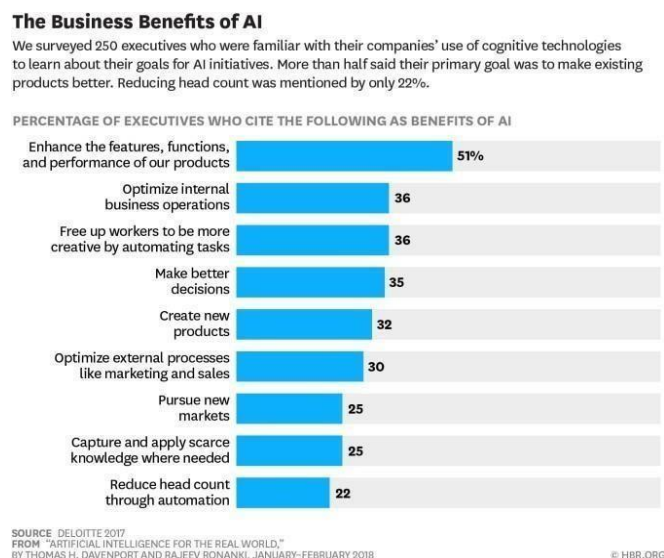 The Business Benefits of AI
We surveyed 250 executives who were familiar with their companies’ use of cognitive technologies
to learn about their goals for AI initiatives. More than half said their primary goal was to make existing
products better. Reducing head count was mentioned by only 22%.
PERCENTAGE OF EXECUTIVES WHO CITE THE FOLLOWING AS BENEFITS OF AI
Enhance the features, functions,
and performance of our products
51%
Optimize internal
business operations
36
Free up workers to be more
creative by automating tasks
36
Make better
decisions
35
Create new
products
32
Optimize external processes
like marketing and sales
30
Pursue new
markets
25
Capture and apply scarce
knowledge where needed
25
Reduce head count
through automation
22
SOURCE DELOITTE 2017
FROM “ARTIFICIAL INTELLIGENCE FOR THE REAL WORLD,”
BY THOMAS H. DAVENPORT AND RAJEEV RONANKI, JANUARY–FEBRUARY 2018
© HBR.ORG